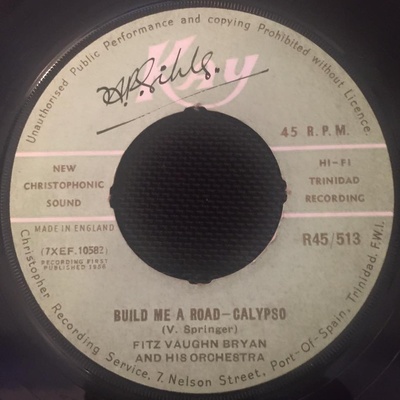 Unauthorised Public Performance and copying Prohibited without Licence.
Kay
45 R.P.M.
NEW
CHRISTOPHONIC
SOUND
HI-FI
TRINIDAD
RECORDING
MADE IN ENGLAND
(7XEF.10582)
RECORDING FIRST
PUBLISHED
R45/513
BUILD ME A ROAD—CALYPSO
(V. Springer)
FITZ VAUGHN BRYAN
AND HIS ORCHESTRA
Christopher Recording Service, 7, Nelson Street, Port-Of-Spain, Trinidad, F.W.I.